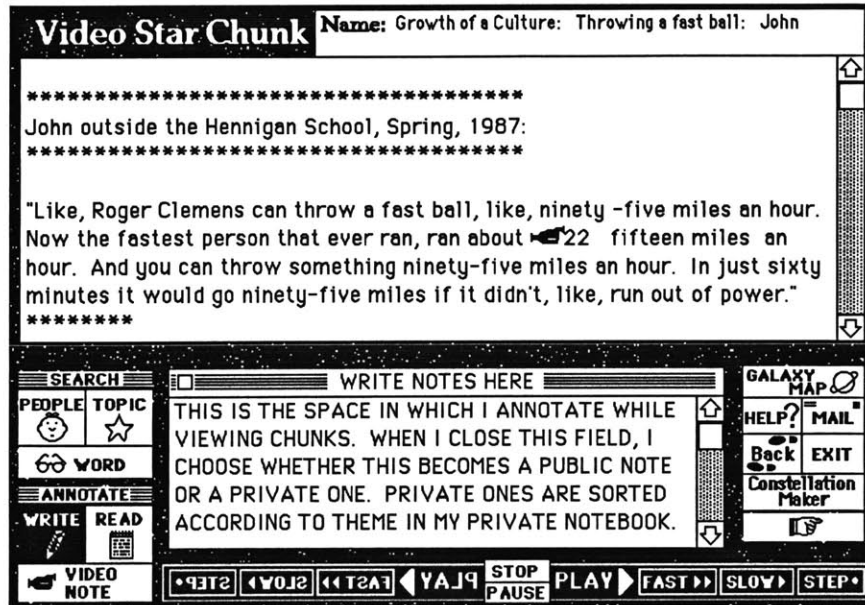 Video Star Chunk
Name: Growth of a Culture: Throwing a fast ball: John
***************************************
John outside the Hennigan School, Spring, 1987:
***************************************
"Like, Roger Clemens can throw a fast ball, like, ninety -five miles an hour.
Now the fastest person that ever ran, ran about 22 fifteen miles an
hour. And you can throw something ninety-five miles an hour. In just sixty
minutes it would go ninety-five miles if it didn't, like, run out of power."
********
SEARCH
PEOPLE TOPIC
WORD
ANNOTATE
WRITE READ
VIDEO
NOTE
WRITE NOTES HERE
THIS IS THE SPACE IN WHICH I ANNOTATE WHILE
VIEWING CHUNKS. WHEN I CLOSE THIS FIELD, I
CHOOSE WHETHER THIS BECOMES A PUBLIC NOTE
OR A PRIVATE ONE. PRIVATE ONES ARE SORTED
ACCORDING TO THEME IN MY PRIVATE NOTEBOOK.
GALAXY
MAP
HELP? MAIL
Back EXIT
Constellation
Maker
STEP SLOW FAST PLAY STOP
PAUSE PLAY FAST SLOW STEP